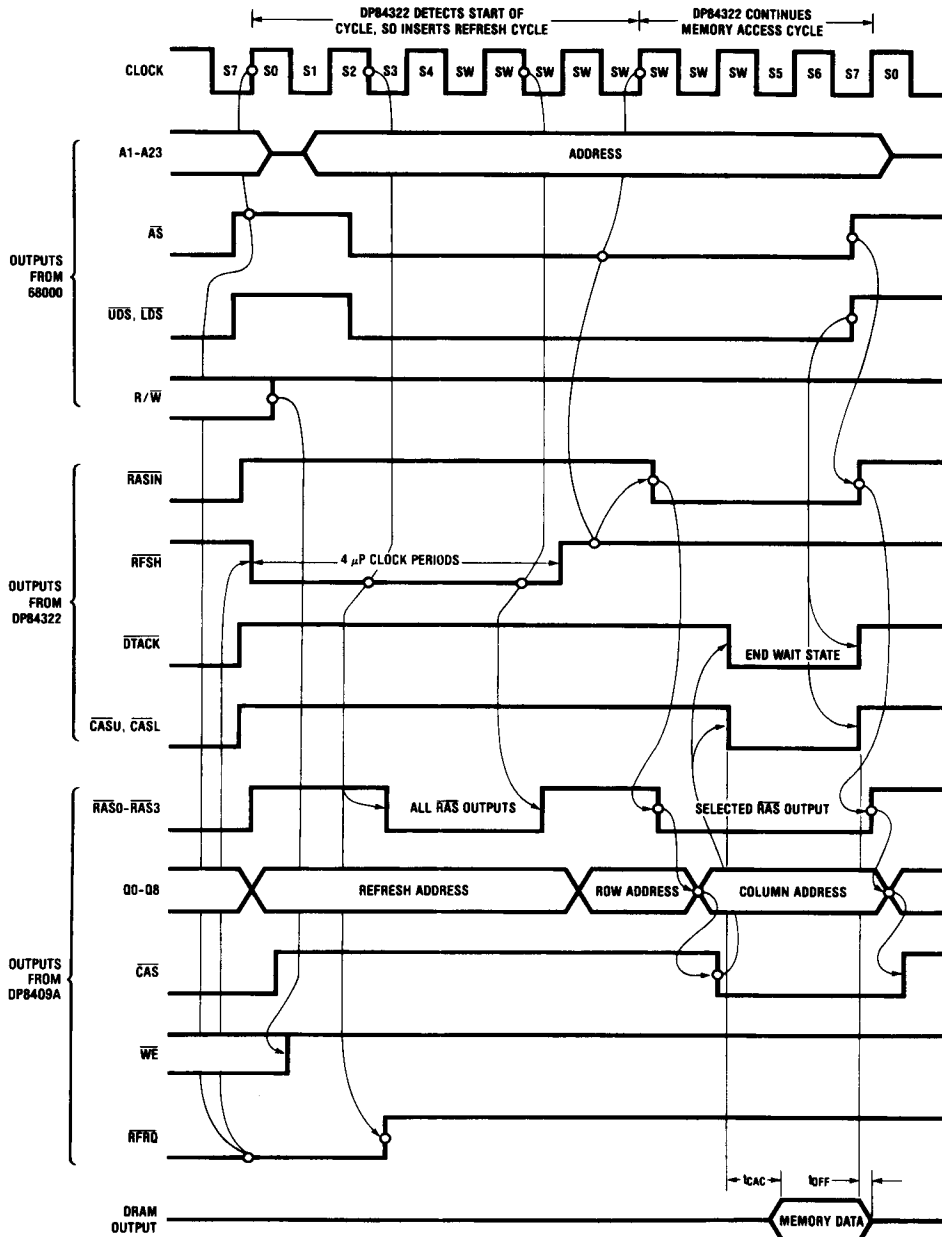 DP84322 DETECTS START OF
CYCLE, SO INSERTS REFRESH CYCLE
DP84322 CONTINUES
MEMORY ACCESS CYCLE
CLOCK
S7 S0 S1 S2 S3 S4 SW SW SW SW SW SW SW SW S5 S6 S7 S0
A1-A23
ADDRESS
AS
OUTPUTS
FROM
68000
UDS, LDS
R/W
RASIN
RFSH
4 μP CLOCK PERIODS
OUTPUTS
FROM
DP84322
DTACK
END WAIT STATE
CASU, CASL
RAS0-RAS3
ALL RAS OUTPUTS
SELECTED RAS OUTPUT
Q0-Q8
REFRESH ADDRESS
ROW ADDRESS
COLUMN ADDRESS
OUTPUTS
FROM
DP8409A
CAS
WE
RFRQ
tCAC
tOFF
DRAM
OUTPUT
MEMORY DATA